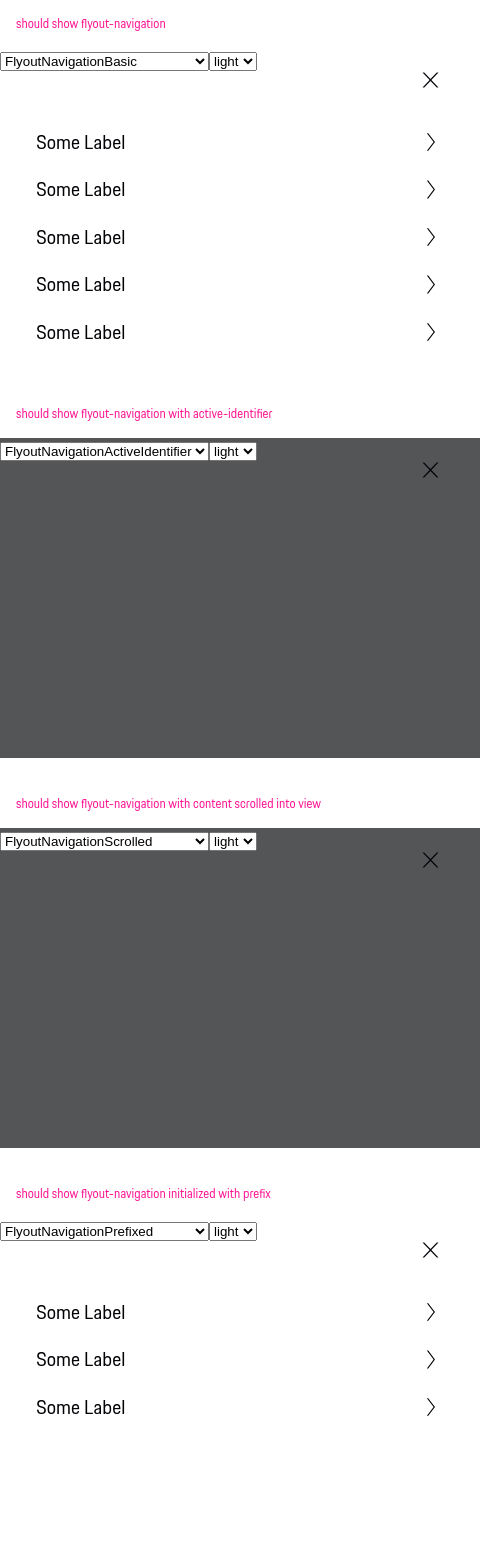 should show flyout-navigation
FlyoutNavigationBasic light
Some Label
Some Label
Some Label
Some Label
Some Label
should show flyout-navigation with active-identifier
FlyoutNavigationActiveIdentifier light
should show flyout-navigation with content scrolled into view
FlyoutNavigationScrolled light
should show flyout-navigation initialized with prefix
FlyoutNavigationPrefixed light
Some Label
Some Label
Some Label